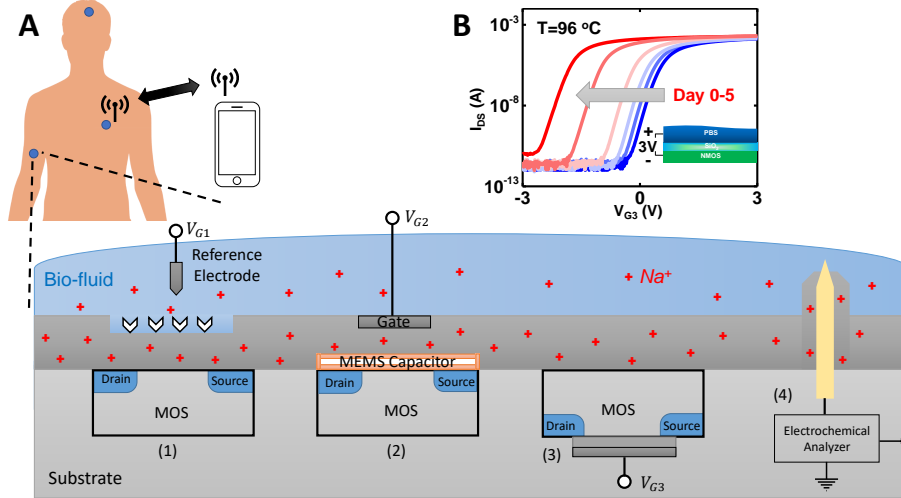 A
B
10⁻³
T=96 °C
10⁻⁸
Day 0-5
I_DS (A)
PBS
+
3V
-
SiO₂
NMOS
10⁻¹³
-3
0
3
V_G3 (V)
V_G1
V_G2
Reference
Electrode
Bio-fluid
Na⁺
Gate
MEMS Capacitor
Drain
Source
MOS
(1)
Drain
Source
MOS
(2)
MOS
Drain
Source
(3)
V_G3
(4)
Electrochemical
Analyzer
Substrate